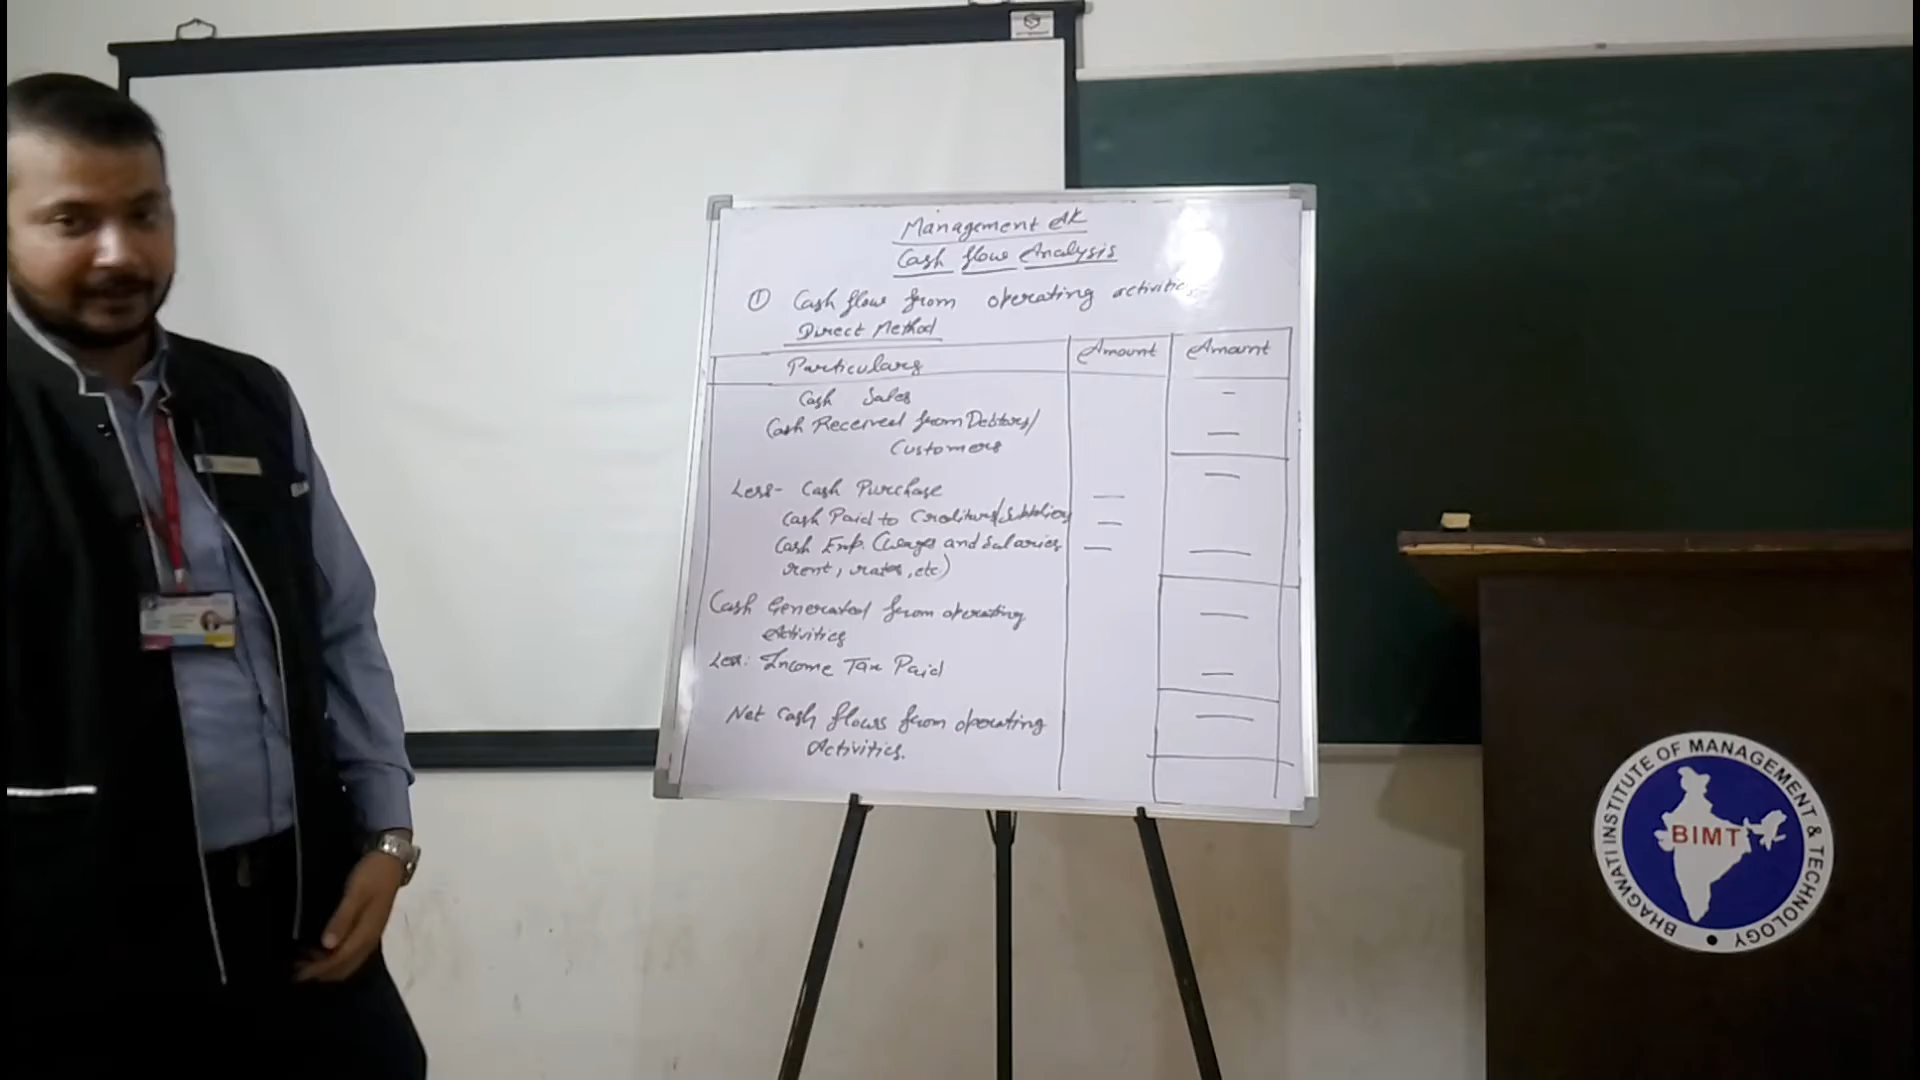 Management A/c
Cash flow Analysis
① Cash flow from operating activities
Direct Method
Particulars Amount Amount
Cash Sales
Cash Received from Debtors/
Customers
Less- Cash Purchase
Cash Paid to Creditors/Suppliers
Cash Exp. (wages and salaries
rent, rates, etc)
Cash Generated from operating
Activities
Less: Income Tax Paid
Net Cash flows from operating
Activities.
BHAGWATI INSTITUTE OF MANAGEMENT & TECHNOLOGY
BIMT